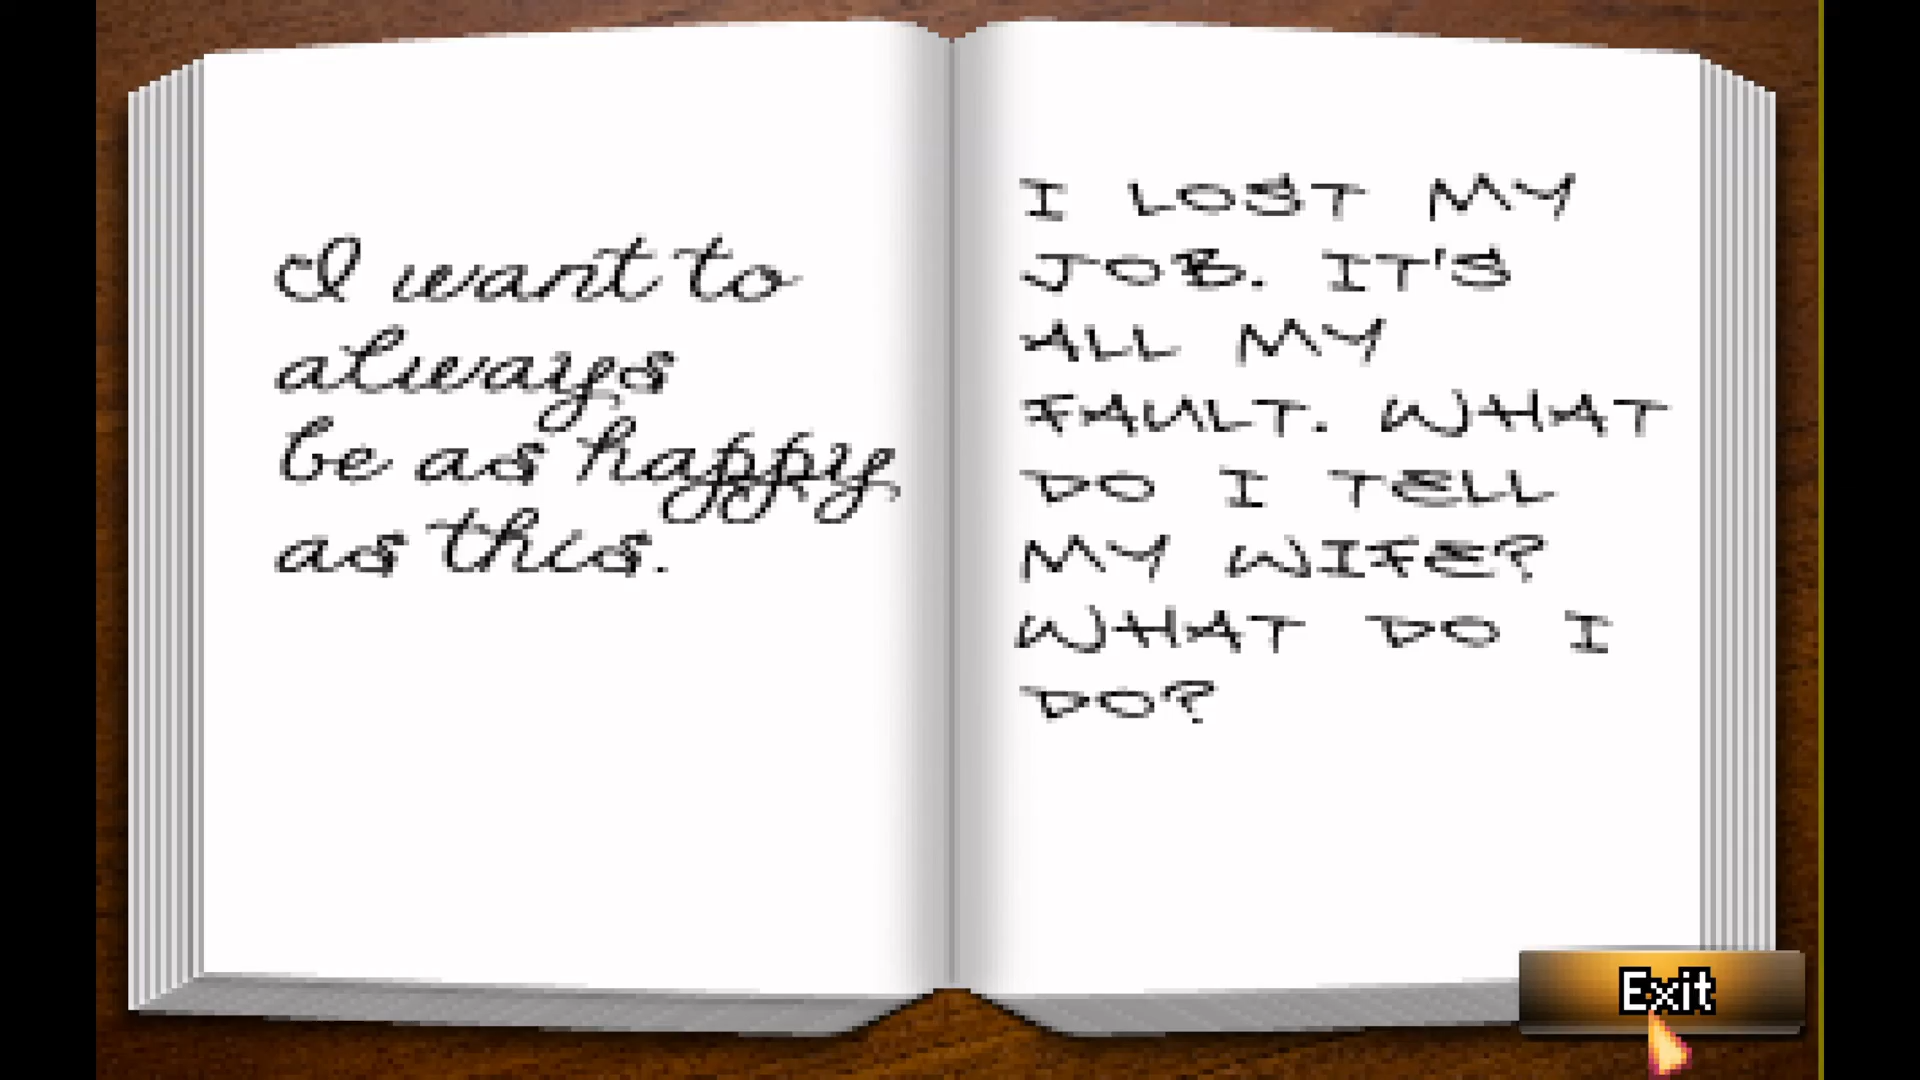 I want to
always
be as happy
as this.
I LOST MY
JOB. IT'S
ALL MY
FAULT. WHAT
DO I TELL
MY WIFE?
WHAT DO I
DO?
Exit